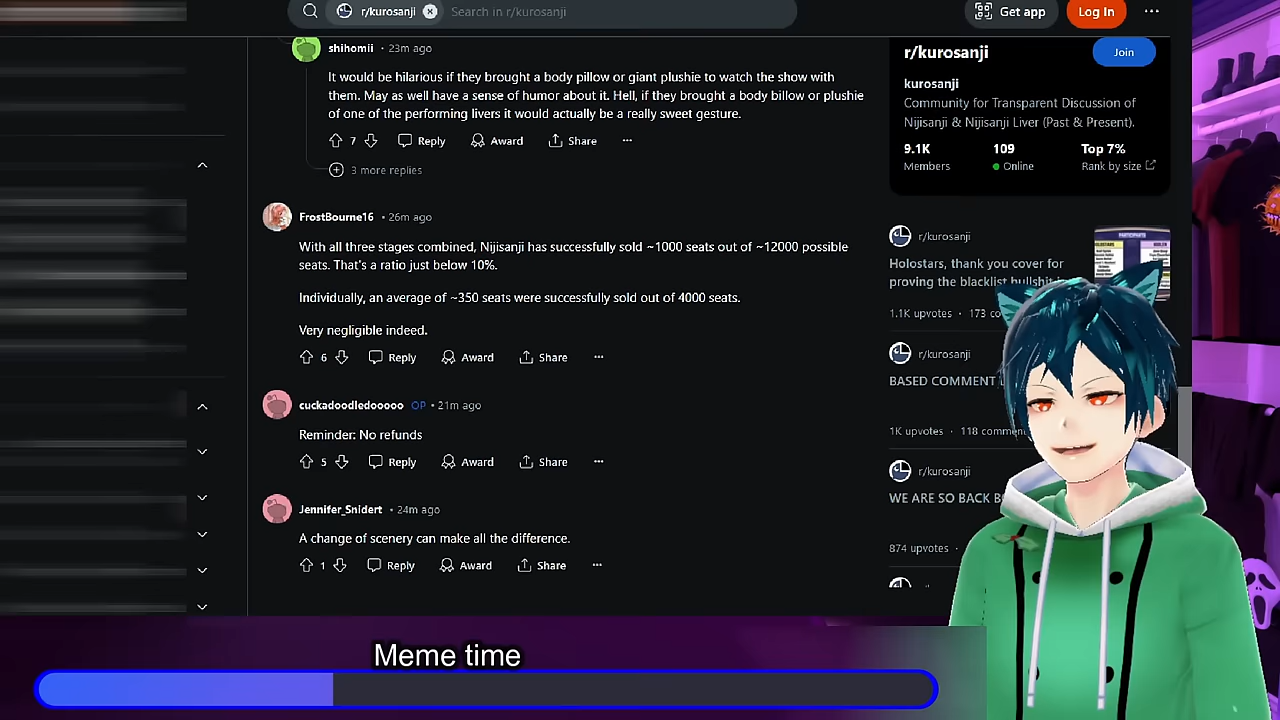 r/kurosanji
Search in r/kurosanji
Get app
Log In
shihomii • 23m ago
It would be hilarious if they brought a body pillow or giant plushie to watch the show with
them. May as well have a sense of humor about it. Hell, if they brought a body billow or plushie
of one of the performing livers it would actually be a really sweet gesture.
7 Reply Award Share
3 more replies
FrostBourne16 • 26m ago
With all three stages combined, Nijisanji has successfully sold ~1000 seats out of ~12000 possible
seats. That's a ratio just below 10%.
Individually, an average of ~350 seats were successfully sold out of 4000 seats.
Very negligible indeed.
6 Reply Award Share
cuckadoodledooooo OP • 21m ago
Reminder: No refunds
5 Reply Award Share
Jennifer_Snidert • 24m ago
A change of scenery can make all the difference.
1 Reply Award Share
r/kurosanji
Join
kurosanji
Community for Transparent Discussion of
Nijisanji & Nijisanji Liver (Past & Present).
9.1K 109 Top 7%
Members Online Rank by size
r/kurosanji
Holostars, thank you cover for
proving the blacklist bullshit
1.1K upvotes • 173
r/kurosanji
BASED COMMENT
1K upvotes • 118
r/kurosanji
WE ARE SO BACK
874 upvotes •
Meme time